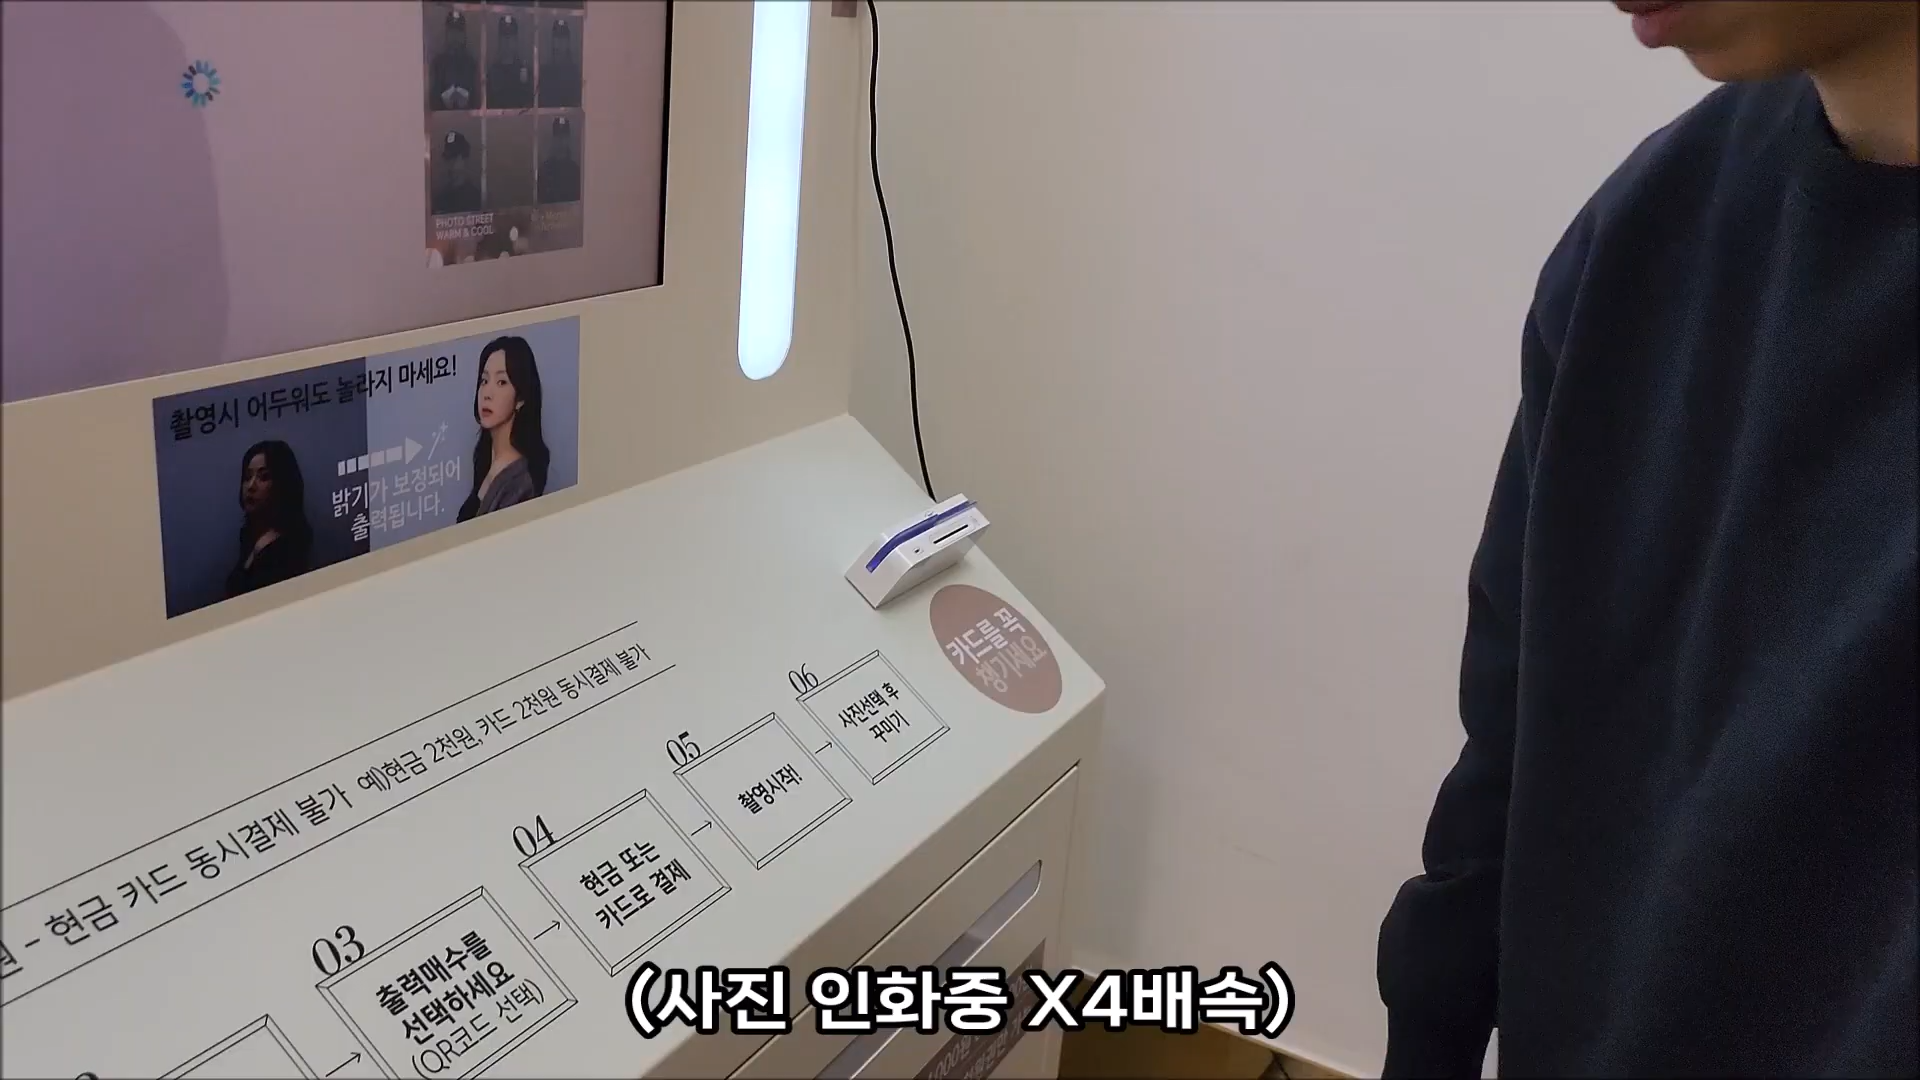 PHOTO STREET
WARM & COOL
촬영시 어두워도 놀라지 마세요!
밝기가 보정되어
출력됩니다.
카드를 꼭
챙기세요
- 현금 카드 동시결제 불가 예)현금 2천원, 카드 2천원 동시결제 불가
03
출력매수를
선택하세요
(QR코드 선택)
04
현금 또는
카드로 결제
05
촬영시작!
06
사진선택 후
꾸미기
(사진 인화중 X4배속)